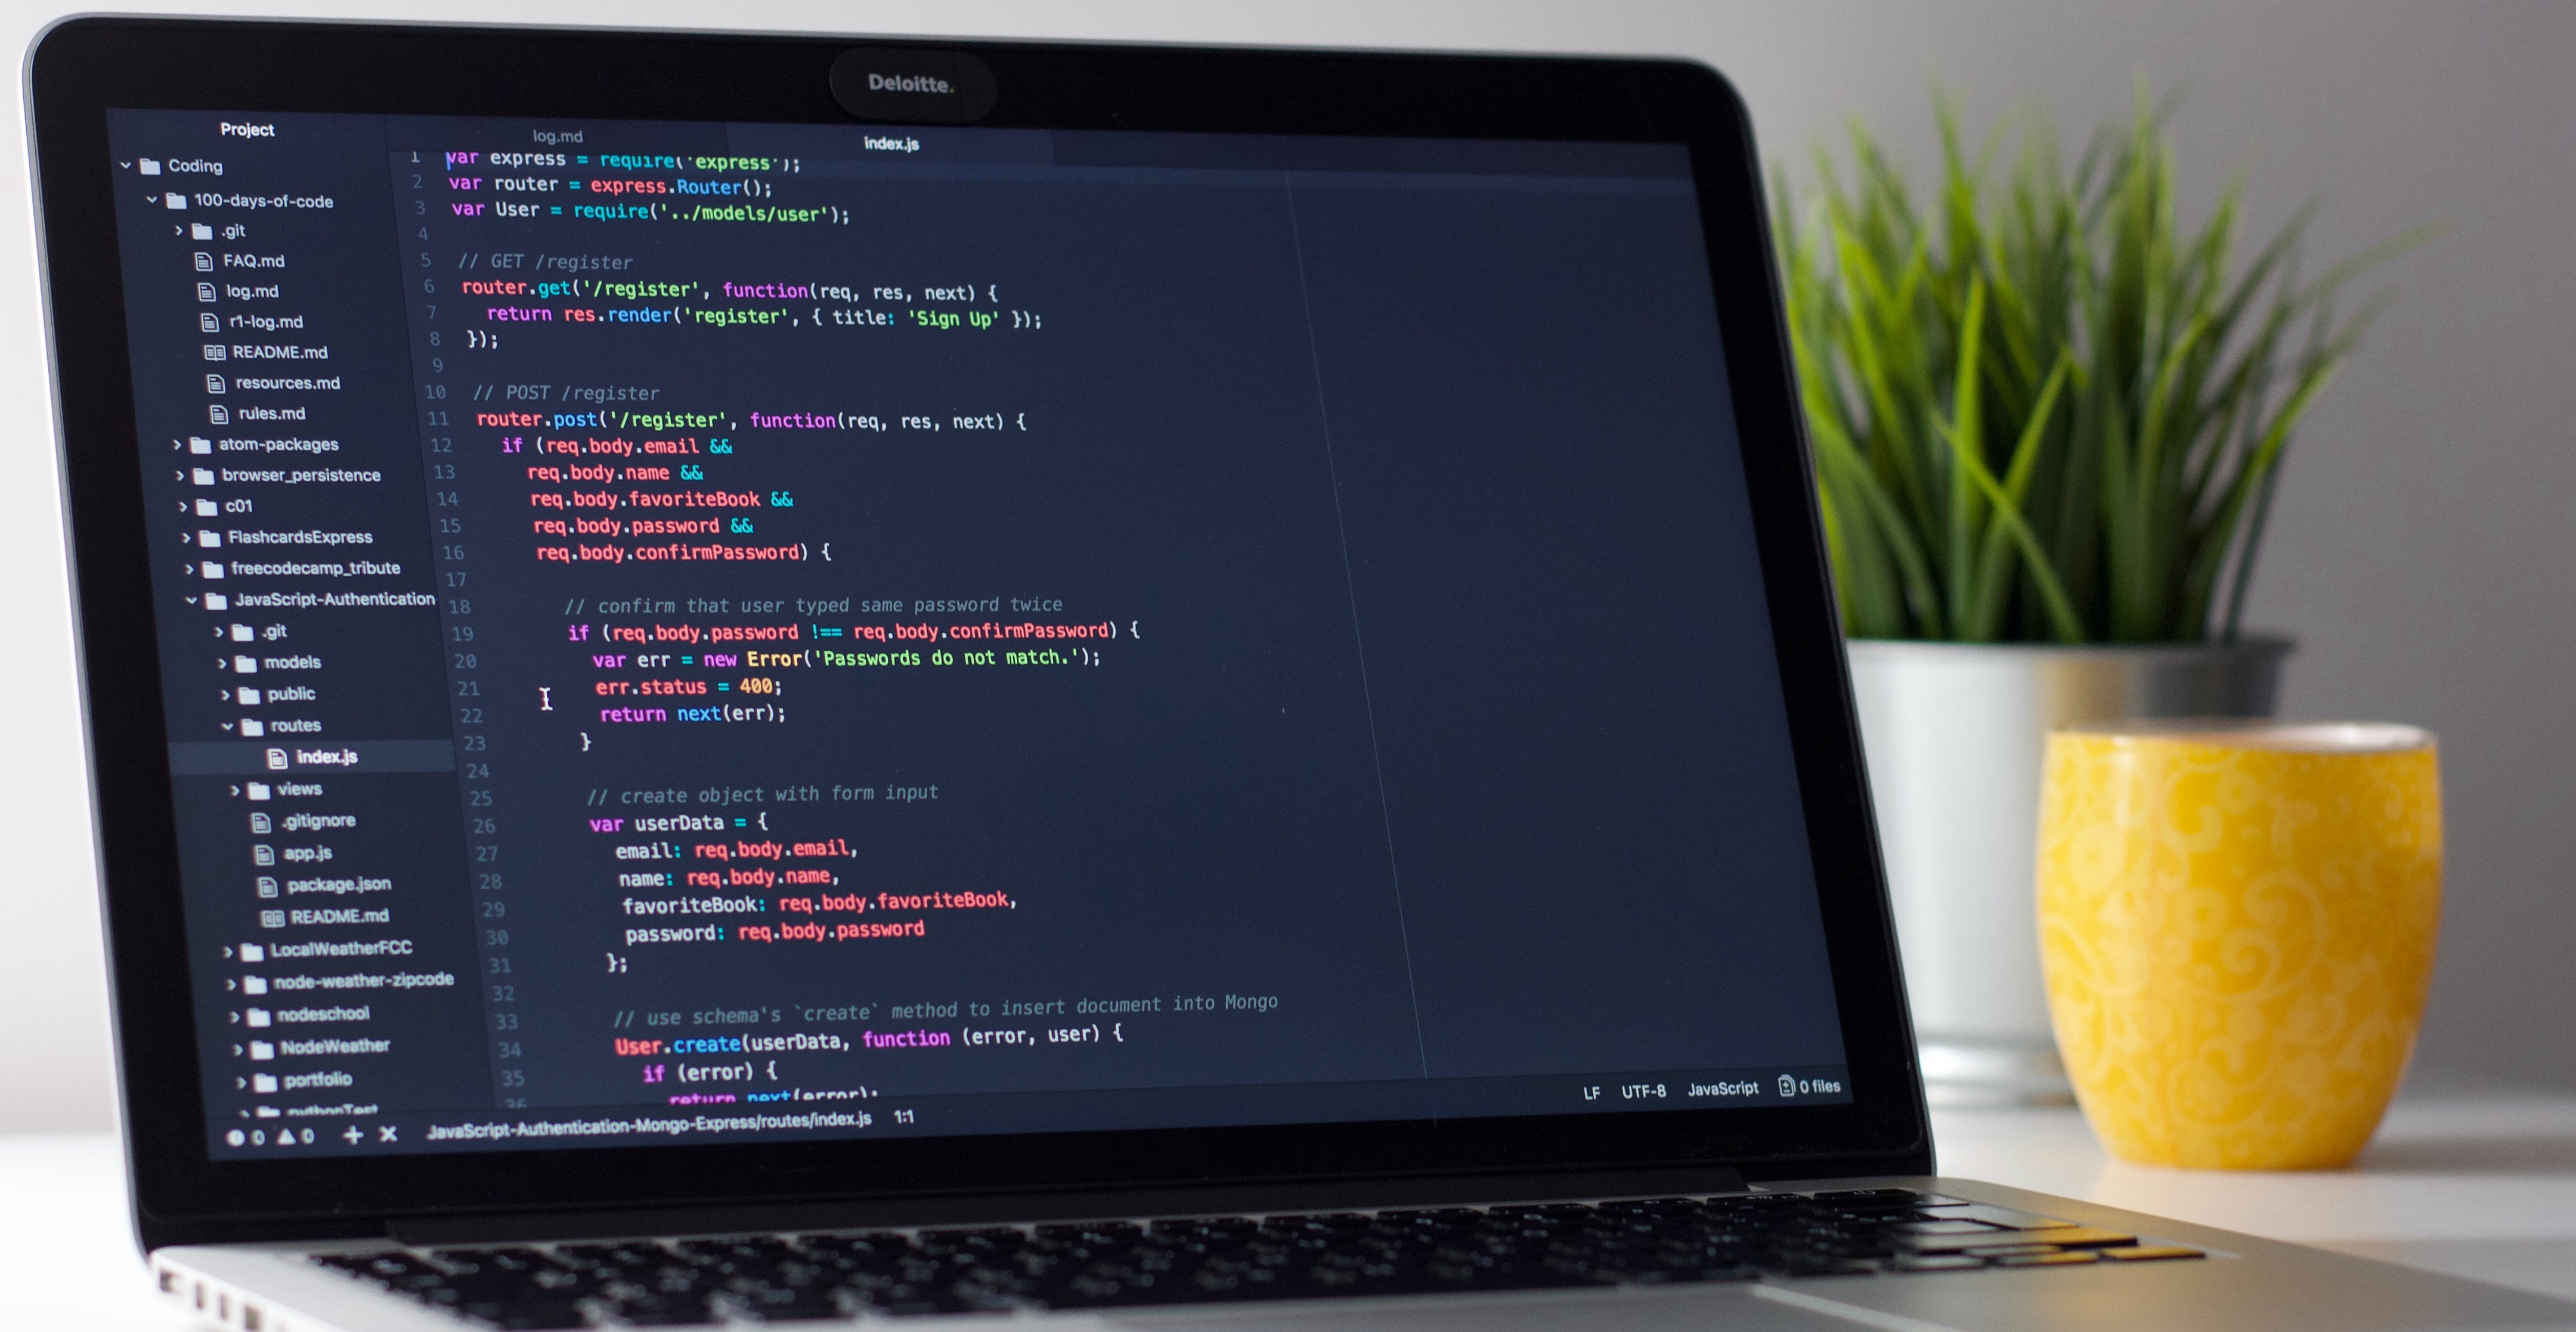 Deloitte.
Project
Coding
100-days-of-code
.git
FAQ.md
log.md
r1-log.md
README.md
resources.md
rules.md
atom-packages
browser_persistence
c01
FlashcardsExpress
freecodecamp_tribute
JavaScript-Authentication
.git
models
public
routes
index.js
views
.gitignore
app.js
package.json
README.md
LocalWeatherFCC
node-weather-zipcode
nodeschool
NodeWeather
portfolio
pythonTest
log.md
index.js
1 var express = require('express');
2 var router = express.Router();
3 var User = require('../models/user');
4
5 // GET /register
6 router.get('/register', function(req, res, next) {
7 return res.render('register', { title: 'Sign Up' });
8 });
9
10 // POST /register
11 router.post('/register', function(req, res, next) {
12 if (req.body.email &&
13 req.body.name &&
14 req.body.favoriteBook &&
15 req.body.password &&
16 req.body.confirmPassword) {
17
18 // confirm that user typed same password twice
19 if (req.body.password !== req.body.confirmPassword) {
20 var err = new Error('Passwords do not match.');
21 err.status = 400;
22 return next(err);
23 }
24
25 // create object with form input
26 var userData = {
27 email: req.body.email,
28 name: req.body.name,
29 favoriteBook: req.body.favoriteBook,
30 password: req.body.password
31 };
32
33 // use schema's `create` method to insert document into Mongo
34 User.create(userData, function (error, user) {
35 if (error) {
36 return next(error);
0 0 JavaScript-Authentication-Mongo-Express/routes/index.js 1:1
LF UTF-8 JavaScript 0 files